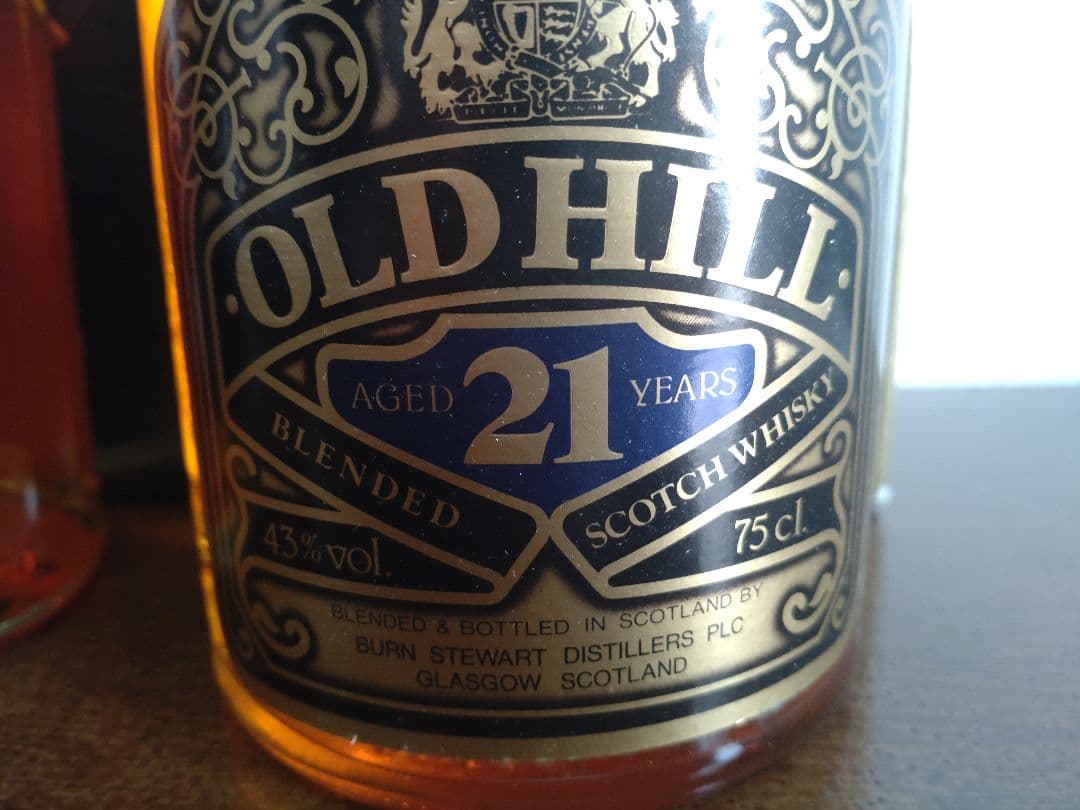 OLD HILL
AGED 21 YEARS
BLENDED SCOTCH WHISKY
43% vol. 75 cl.
BLENDED & BOTTLED IN SCOTLAND BY
BURN STEWART DISTILLERS PLC
GLASGOW SCOTLAND